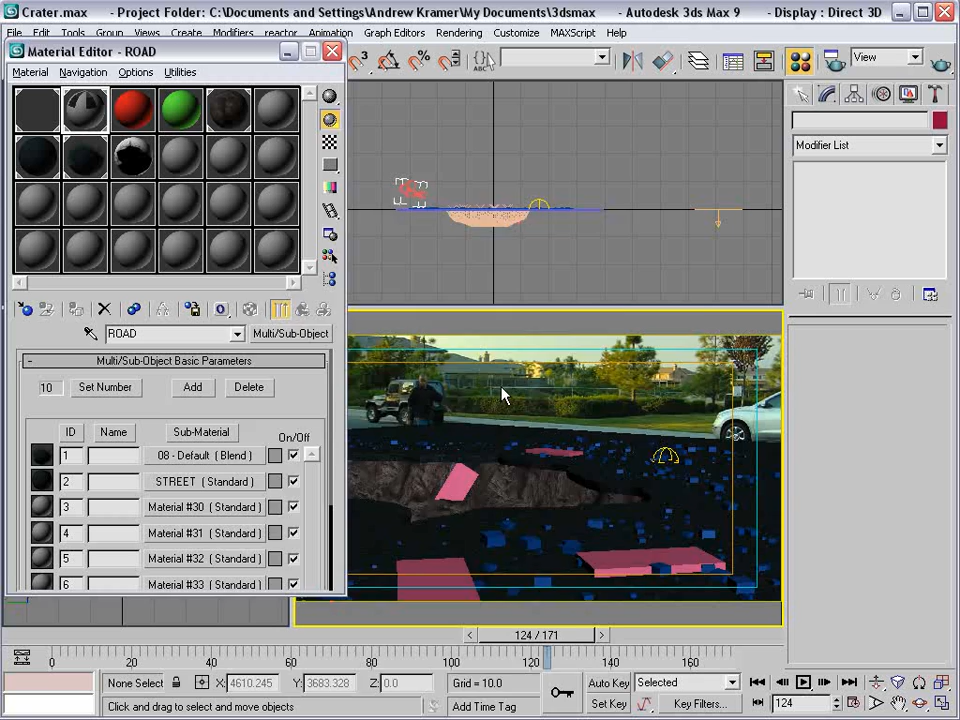 Crater.max - Project Folder: C:\Documents and Settings\Andrew Kramer\My Documents\3dsmax - Autodesk 3ds Max 9 - Display : Direct 3D
File Edit Tools Group Views Create Modifiers reactor Animation Graph Editors Rendering Customize MAXScript Help
Material Editor - ROAD
Material Navigation Options Utilities
View
Modifier List
ROAD
Multi/Sub-Object
Multi/Sub-Object Basic Parameters
10 Set Number Add Delete
ID Name Sub-Material On/Off
1 08 - Default ( Blend )
2 STREET ( Standard )
3 Material #30 ( Standard )
4 Material #31 ( Standard )
5 Material #32 ( Standard )
6 Material #33 ( Standard )
124 / 171
0 20 40 60 80 100 120 140 160
None Select X: 4610.245 Y: 3683.328 Z: 0.0 Grid = 10.0 Auto Key Selected
Click and drag to select and move objects Add Time Tag Set Key Key Filters... 124